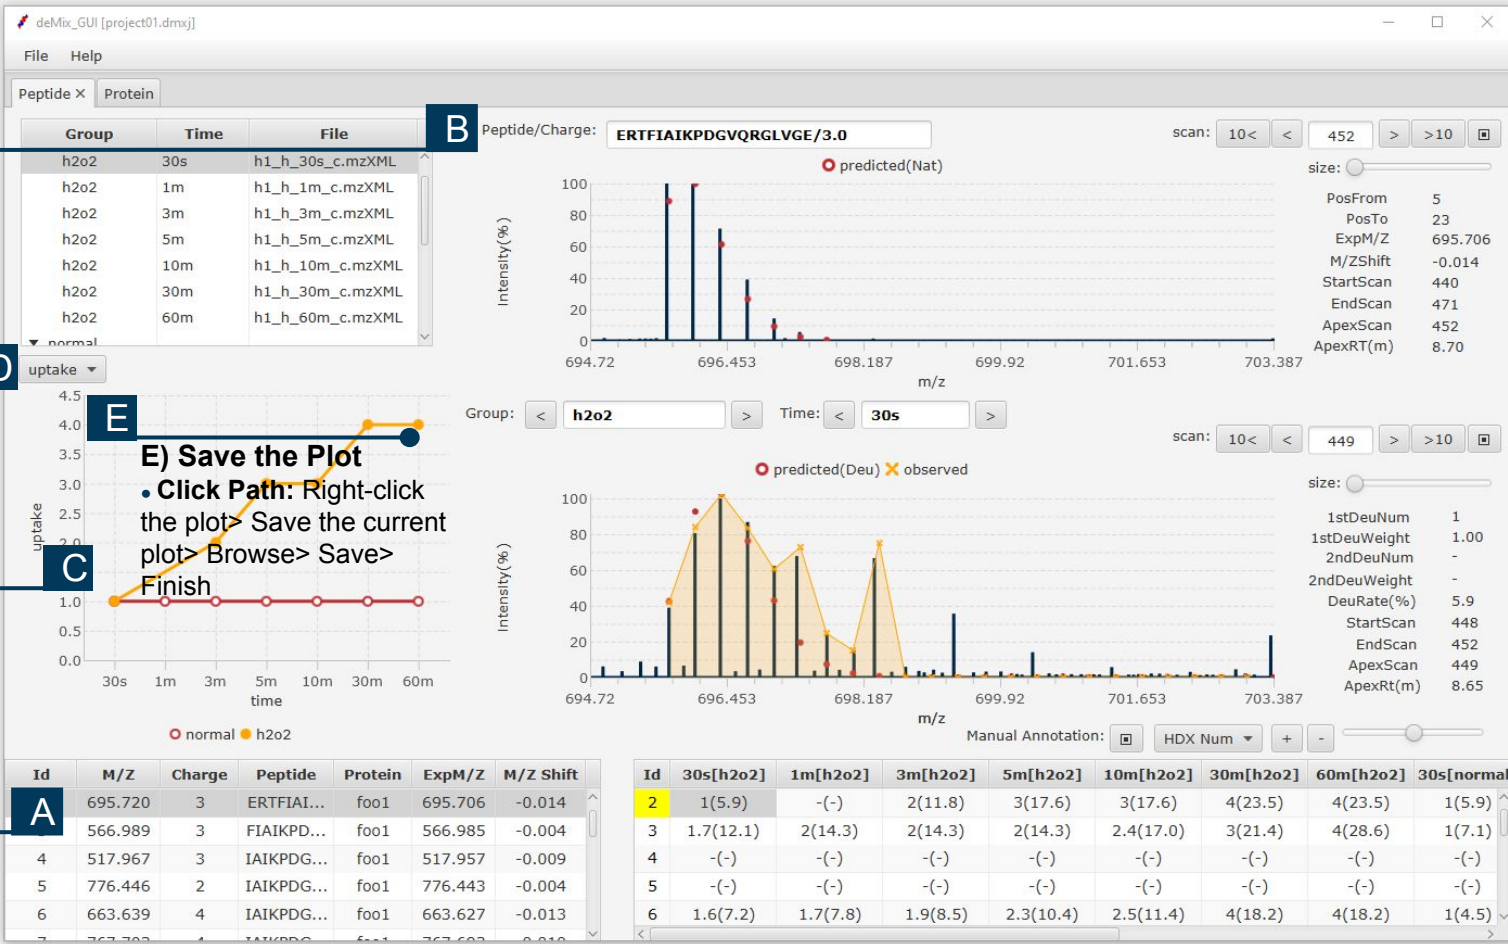 deMix_GUI [project01.dmxj]
File Help
Peptide × Protein
Group Time File
h2o2 30s h1_h_30s_c.mzXML
h2o2 1m h1_h_1m_c.mzXML
h2o2 3m h1_h_3m_c.mzXML
h2o2 5m h1_h_5m_c.mzXML
h2o2 10m h1_h_10m_c.mzXML
h2o2 30m h1_h_30m_c.mzXML
h2o2 60m h1_h_60m_c.mzXML
▼ normal
B
Peptide/Charge: ERTFIAIKPDGVQRGLVGE/3.0
scan: 10< < 452 > >10
size:
predicted(Nat)
Intensity(%)
100
80
60
40
20
0
694.72 696.453 698.187 699.92 701.653 703.387
m/z
PosFrom 5
PosTo 23
ExpM/Z 695.706
M/ZShift -0.014
StartScan 440
EndScan 471
ApexScan 452
ApexRT(m) 8.70
D
uptake ▼
4.5
4.0
3.5
3.0
2.5
2.0
1.0
0.5
0.0
uptake
30s 1m 3m 5m 10m 30m 60m
time
normal h2o2
E
E) Save the Plot
• Click Path: Right-click
the plot> Save the current
plot> Browse> Save>
Finish
C
Group: < h2o2 > Time: < 30s >
scan: 10< < 449 > >10
size:
predicted(Deu) observed
Intensity(%)
100
80
60
40
20
0
694.72 696.453 698.187 699.92 701.653 703.387
m/z
1stDeuNum 1
1stDeuWeight 1.00
2ndDeuNum -
2ndDeuWeight -
DeuRate(%) 5.9
StartScan 448
EndScan 452
ApexScan 449
ApexRt(m) 8.65
Manual Annotation: HDX Num ▼ + -
Id M/Z Charge Peptide Protein ExpM/Z M/Z Shift
A
695.720 3 ERTFIAI... foo1 695.706 -0.014
566.989 3 FIAIKPD... foo1 566.985 -0.004
4 517.967 3 IAIKPDG... foo1 517.957 -0.009
5 776.446 2 IAIKPDG... foo1 776.443 -0.004
6 663.639 4 IAIKPDG... foo1 663.627 -0.013
Id 30s[h2o2] 1m[h2o2] 3m[h2o2] 5m[h2o2] 10m[h2o2] 30m[h2o2] 60m[h2o2] 30s[normal
2 1(5.9) -(-) 2(11.8) 3(17.6) 3(17.6) 4(23.5) 4(23.5) 1(5.9)
3 1.7(12.1) 2(14.3) 2(14.3) 2(14.3) 2.4(17.0) 3(21.4) 4(28.6) 1(7.1)
4 -(-) -(-) -(-) -(-) -(-) -(-) -(-) -(-)
5 -(-) -(-) -(-) -(-) -(-) -(-) -(-) -(-)
6 1.6(7.2) 1.7(7.8) 1.9(8.5) 2.3(10.4) 2.5(11.4) 4(18.2) 4(18.2) 1(4.5)